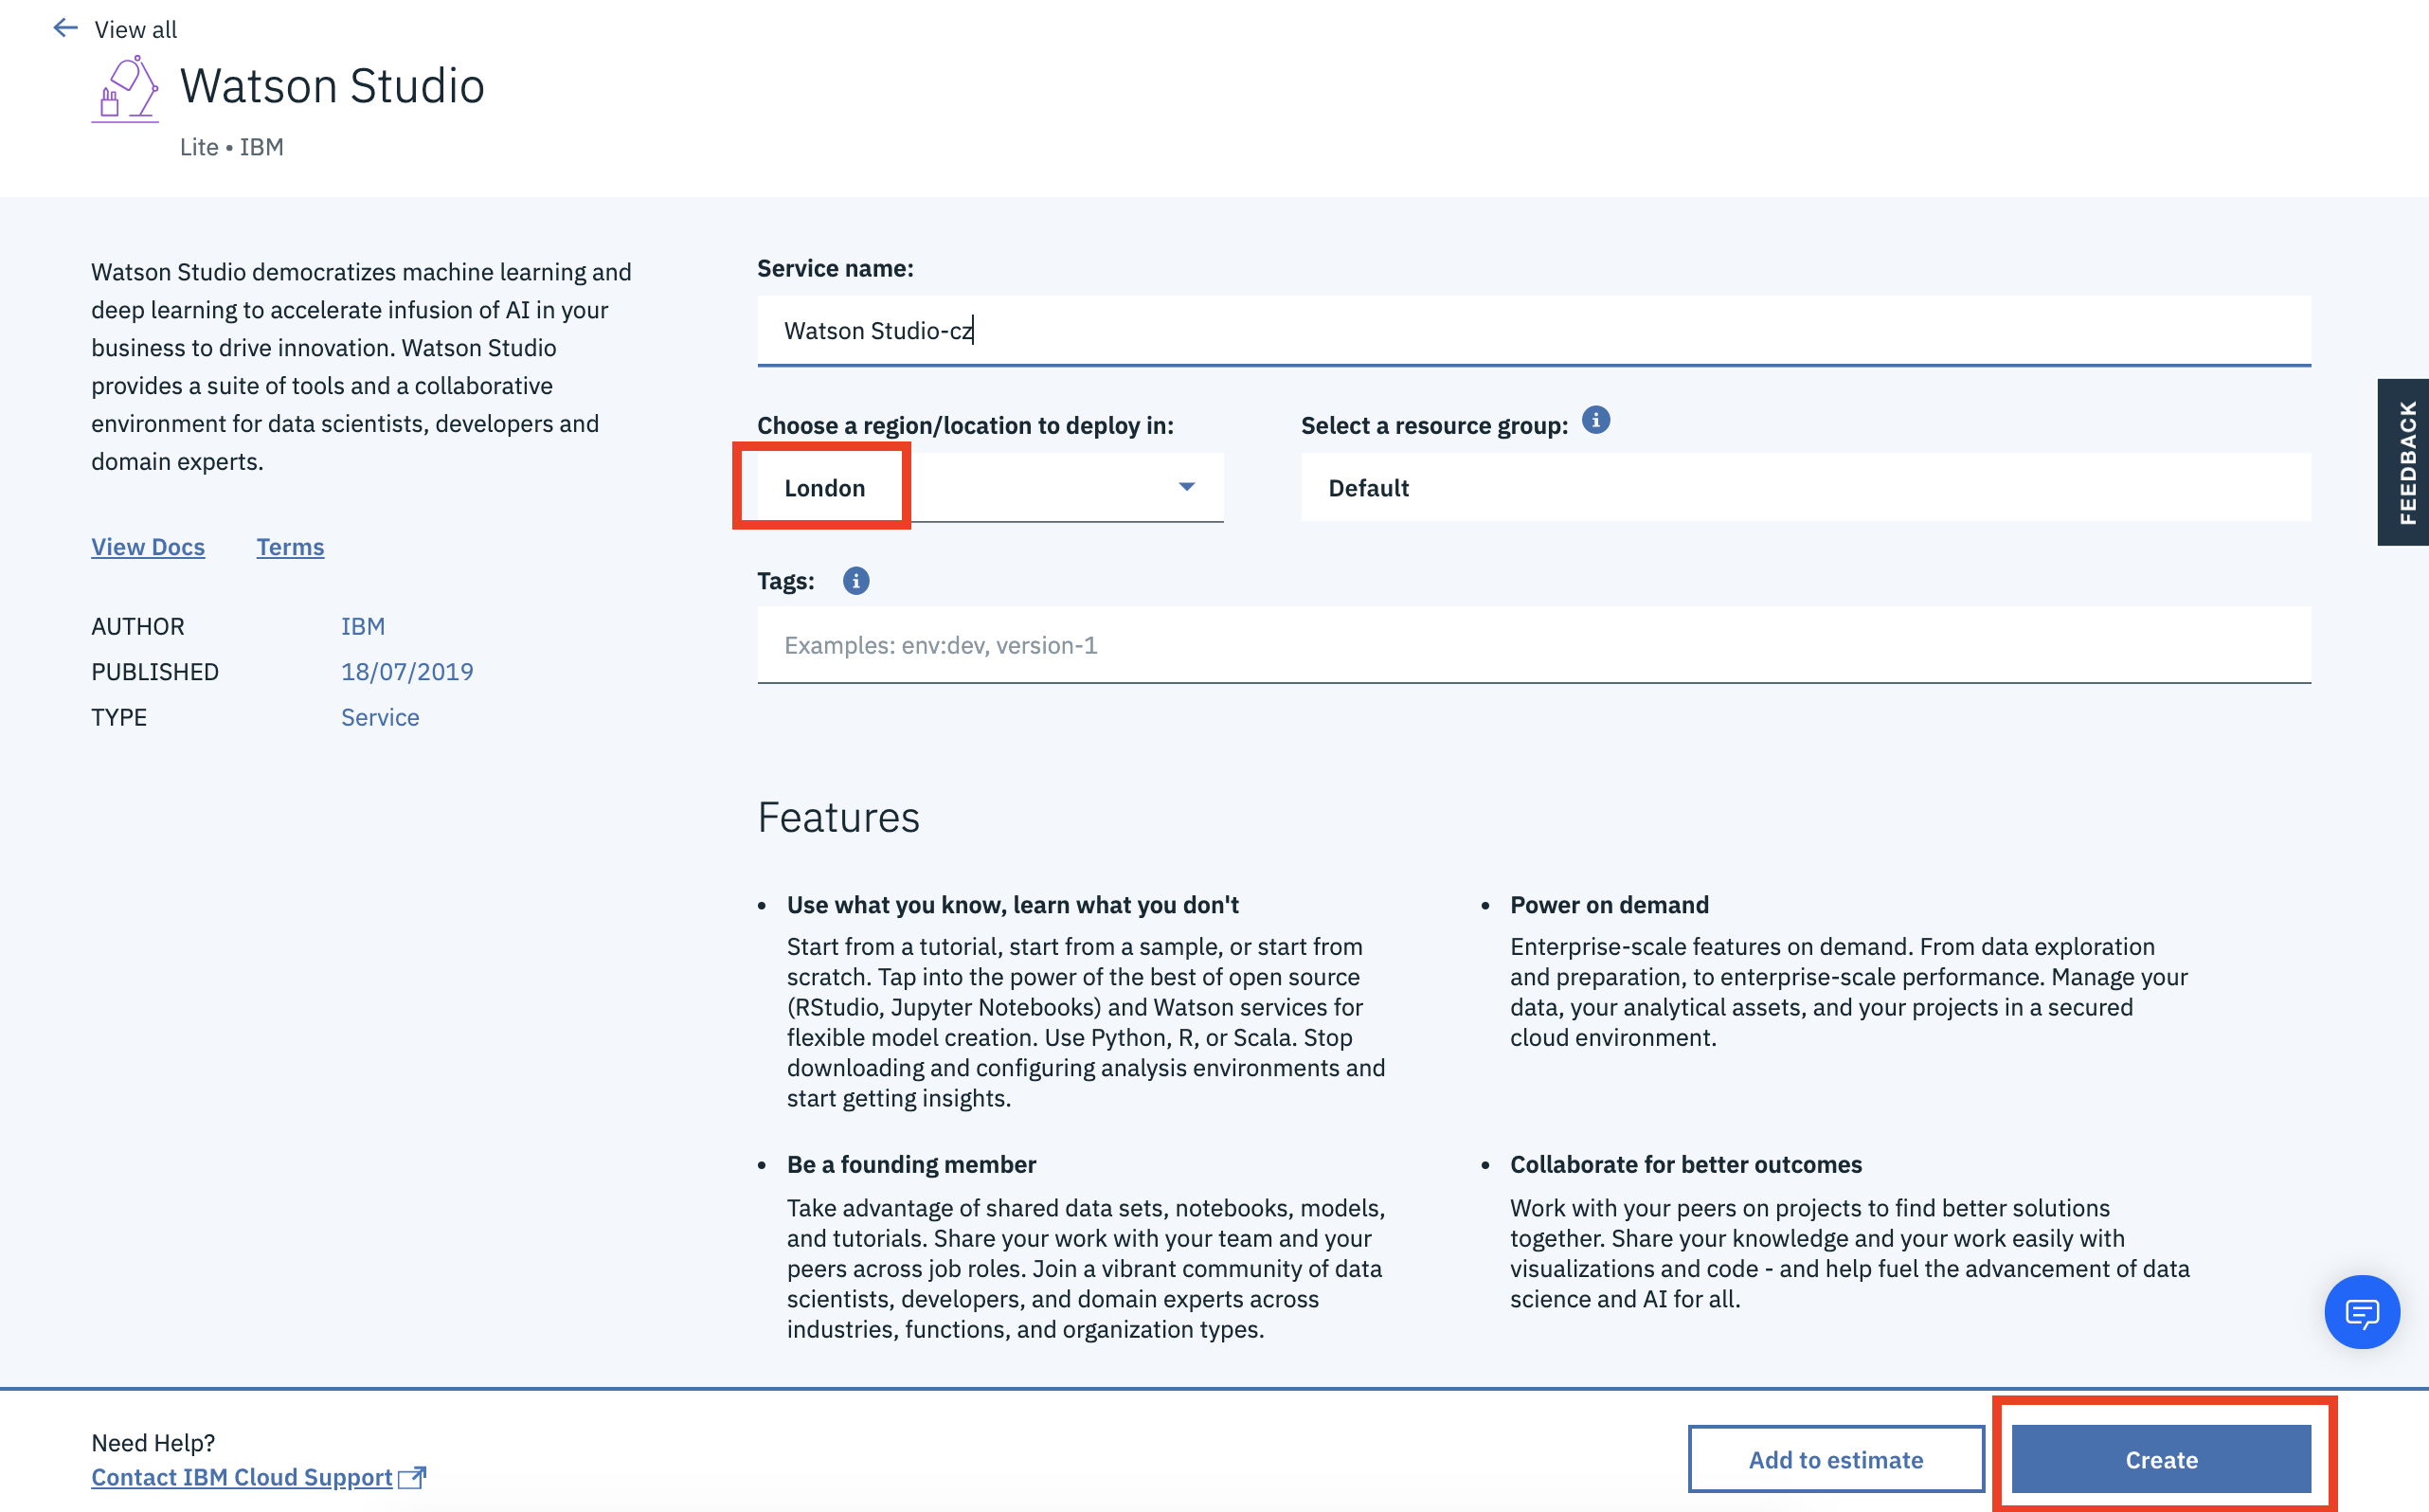 View all
Watson Studio
Lite • IBM
Watson Studio democratizes machine learning and
deep learning to accelerate infusion of AI in your
business to drive innovation. Watson Studio
provides a suite of tools and a collaborative
environment for data scientists, developers and
domain experts.
View Docs Terms
AUTHOR IBM
PUBLISHED 18/07/2019
TYPE Service
Service name:
Watson Studio-cz
Choose a region/location to deploy in:
London
Select a resource group:
Default
Tags:
Examples: env:dev, version-1
FEEDBACK
Features
• Use what you know, learn what you don't
Start from a tutorial, start from a sample, or start from
scratch. Tap into the power of the best of open source
(RStudio, Jupyter Notebooks) and Watson services for
flexible model creation. Use Python, R, or Scala. Stop
downloading and configuring analysis environments and
start getting insights.
• Power on demand
Enterprise-scale features on demand. From data exploration
and preparation, to enterprise-scale performance. Manage your
data, your analytical assets, and your projects in a secured
cloud environment.
• Be a founding member
Take advantage of shared data sets, notebooks, models,
and tutorials. Share your work with your team and your
peers across job roles. Join a vibrant community of data
scientists, developers, and domain experts across
industries, functions, and organization types.
• Collaborate for better outcomes
Work with your peers on projects to find better solutions
together. Share your knowledge and your work easily with
visualizations and code - and help fuel the advancement of data
science and AI for all.
Need Help?
Contact IBM Cloud Support
Add to estimate
Create